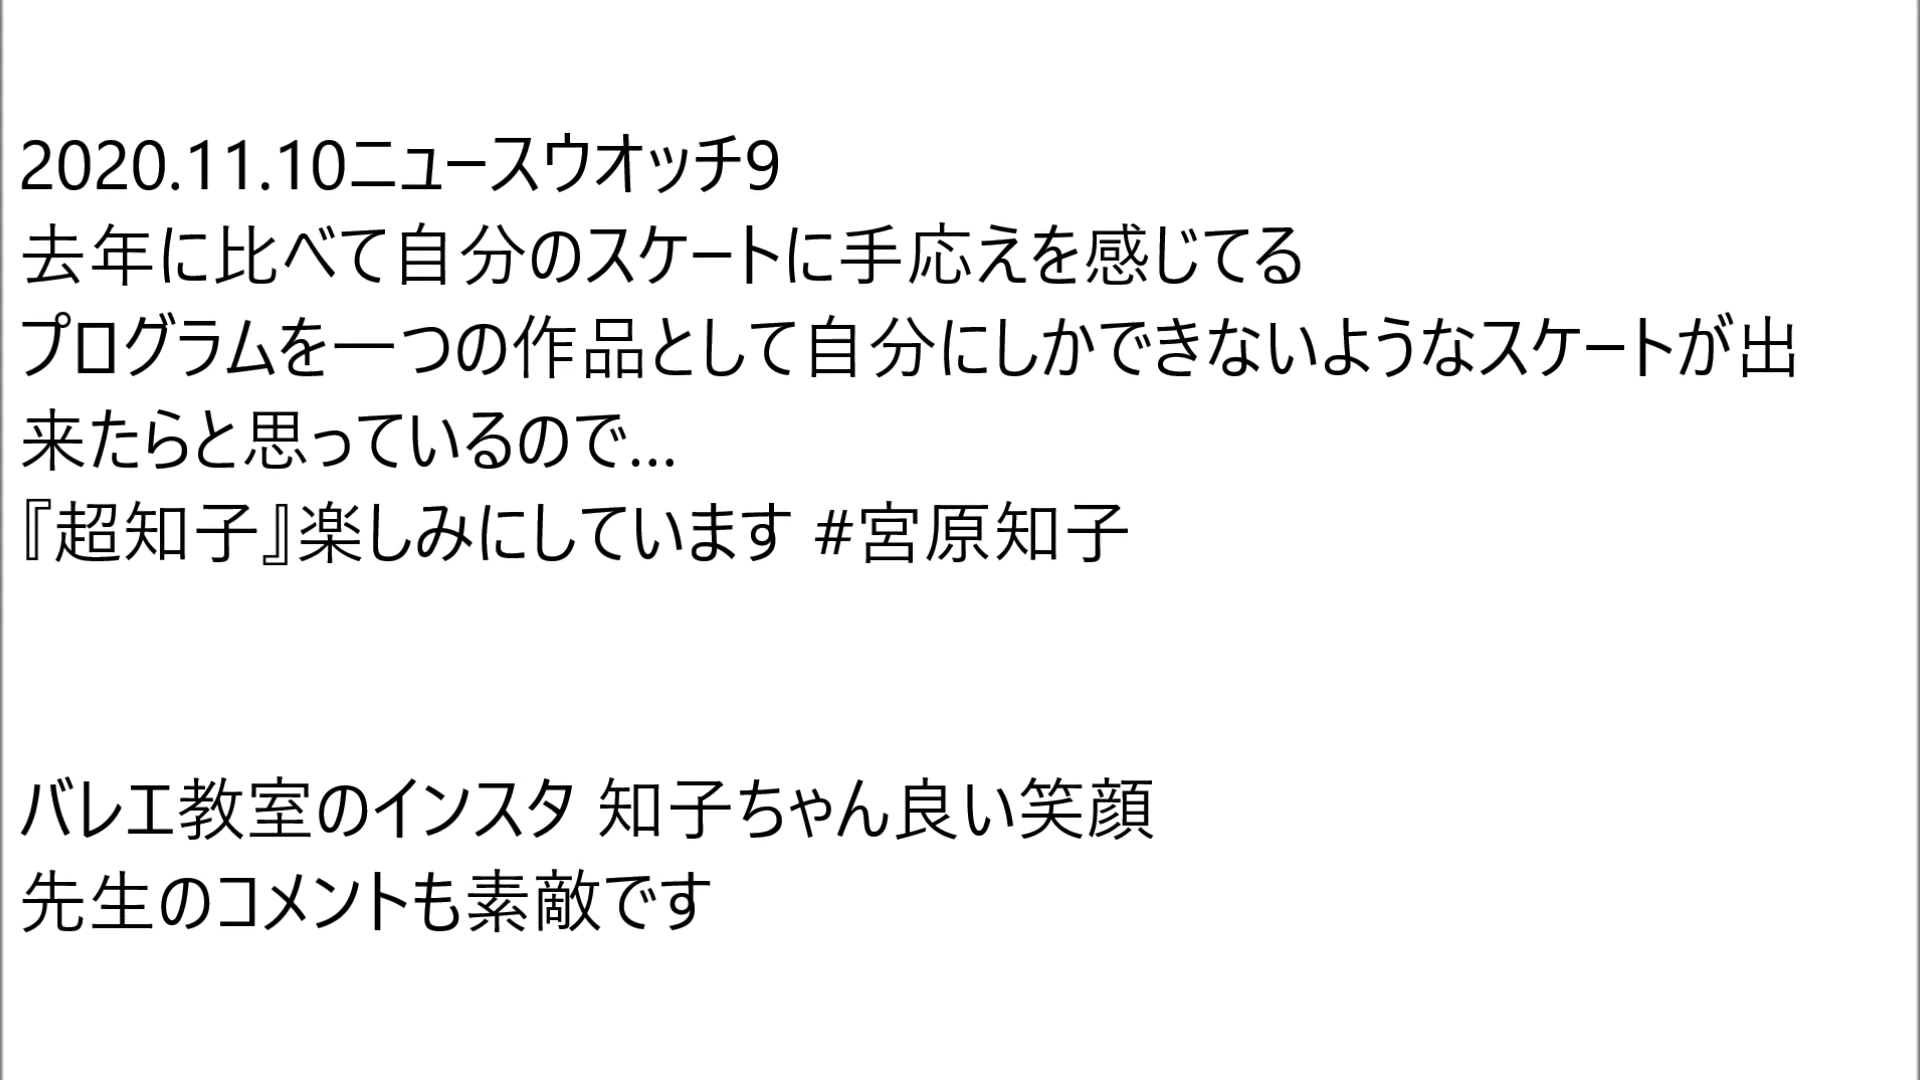 2020.11.10ニュースウオッチ9
去年に比べて自分のスケートに手応えを感じてる
プログラムを一つの作品として自分にしかできないようなスケートが出
来たらと思っているので…
『超知子』楽しみにしています #宮原知子
バレエ教室のインスタ 知子ちゃん良い笑顔
先生のコメントも素敵です